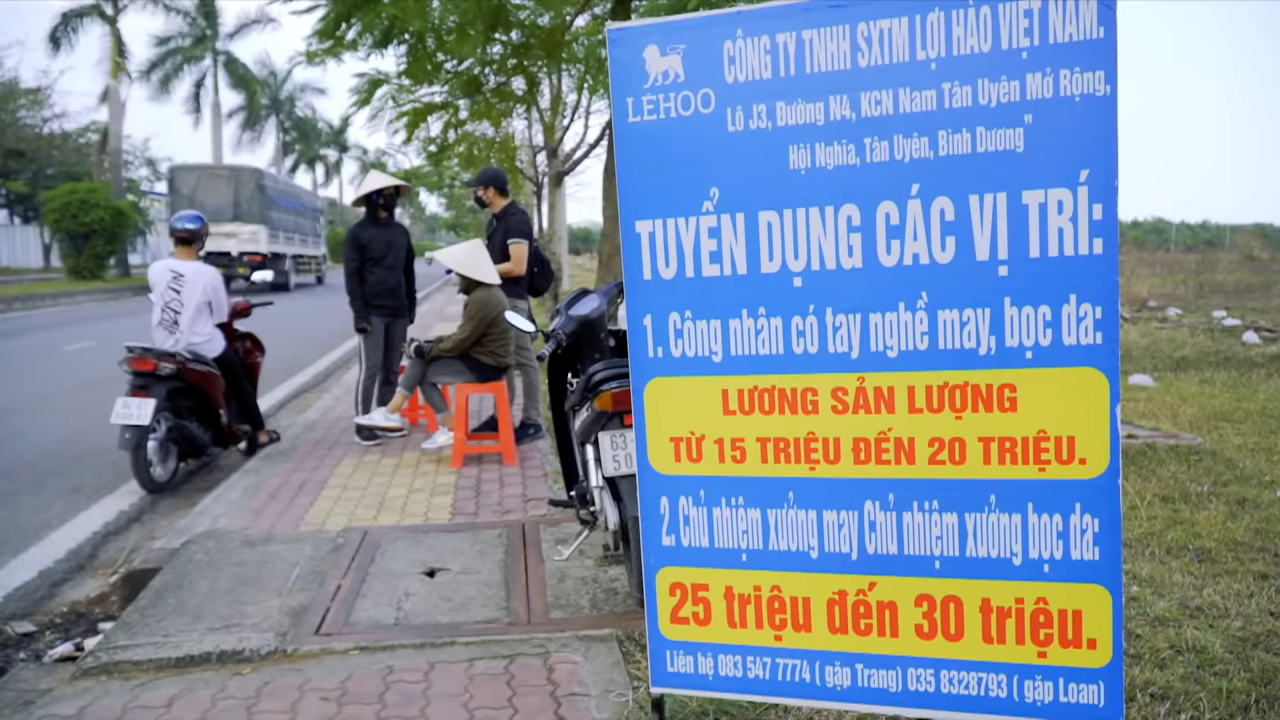 LEHOO
CÔNG TY TNHH SXTM LỢI HÀO VIỆT NAM.
Lô J3, Đường N4, KCN Nam Tân Uyên Mở Rộng,
Hội Nghĩa, Tân Uyên, Bình Dương”
TUYỂN DỤNG CÁC VỊ TRÍ:
1. Công nhân có tay nghề may, bọc da:
LƯƠNG SẢN LƯỢNG
TỪ 15 TRIỆU ĐẾN 20 TRIỆU.
2. Chủ nhiệm xưởng may Chủ nhiệm xưởng bọc da:
25 triệu đến 30 triệu.
Liên hệ 083 547 7774 ( gặp Trang) 035 8328793 ( gặp Loan)
63
50